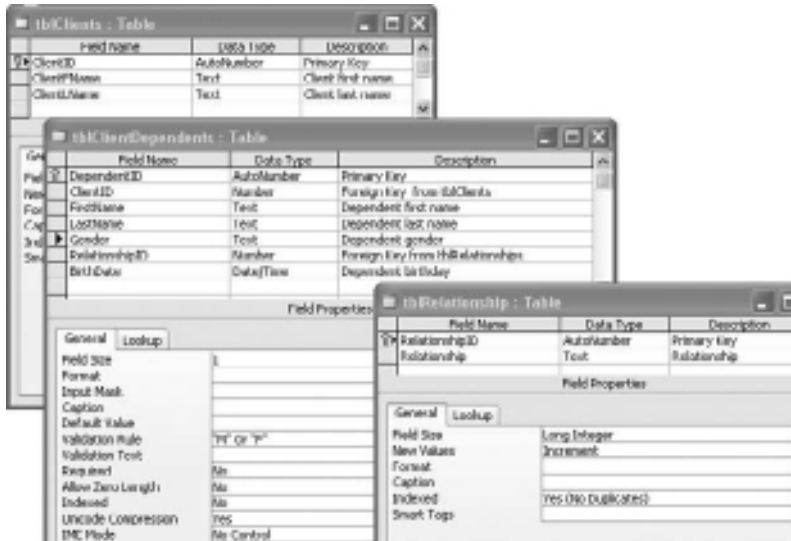 tblClients : Table
Field Name Data Type Description
ClientID AutoNumber Primary Key
ClientFName Text Client first name
ClientLName Text Client last name
tblClientDependents : Table
Field Name Data Type Description
DependentID AutoNumber Primary Key
ClientID Number Foreign Key from tblClients
FirstName Text Dependent first name
LastName Text Dependent last name
Gender Text Dependent gender
RelationshipID Number Foreign Key from tblRelationships
BirthDate Date/Time Dependent birthday
Field Properties
General Lookup
Field Size 1
Format
Input Mask
Caption
Default Value
Validation Rule "M" Or "F"
Validation Text
Required No
Allow Zero Length No
Indexed No
Unicode Compression Yes
IME Mode No Control
tblRelationship : Table
Field Name Data Type Description
RelationshipID AutoNumber Primary Key
Relationship Text Relationship
Field Properties
General Lookup
Field Size Long Integer
New Values Increment
Format
Caption
Indexed Yes (No Duplicates)
Smart Tags